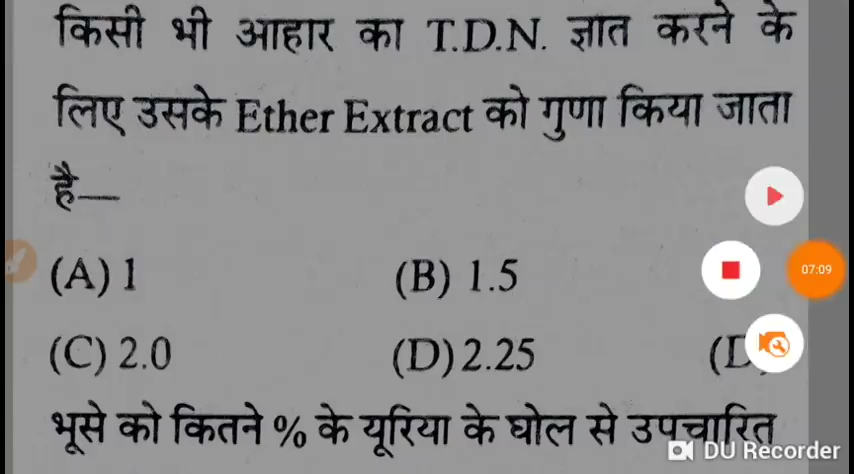 किसी भी आहार का T.D.N. ज्ञात करने के
लिए उसके Ether Extract को गुणा किया जाता
है—
(A) 1 (B) 1.5
07:09
(C) 2.0 (D) 2.25
भूसे को कितने % के यूरिया के घोल से उपचारित
DU Recorder